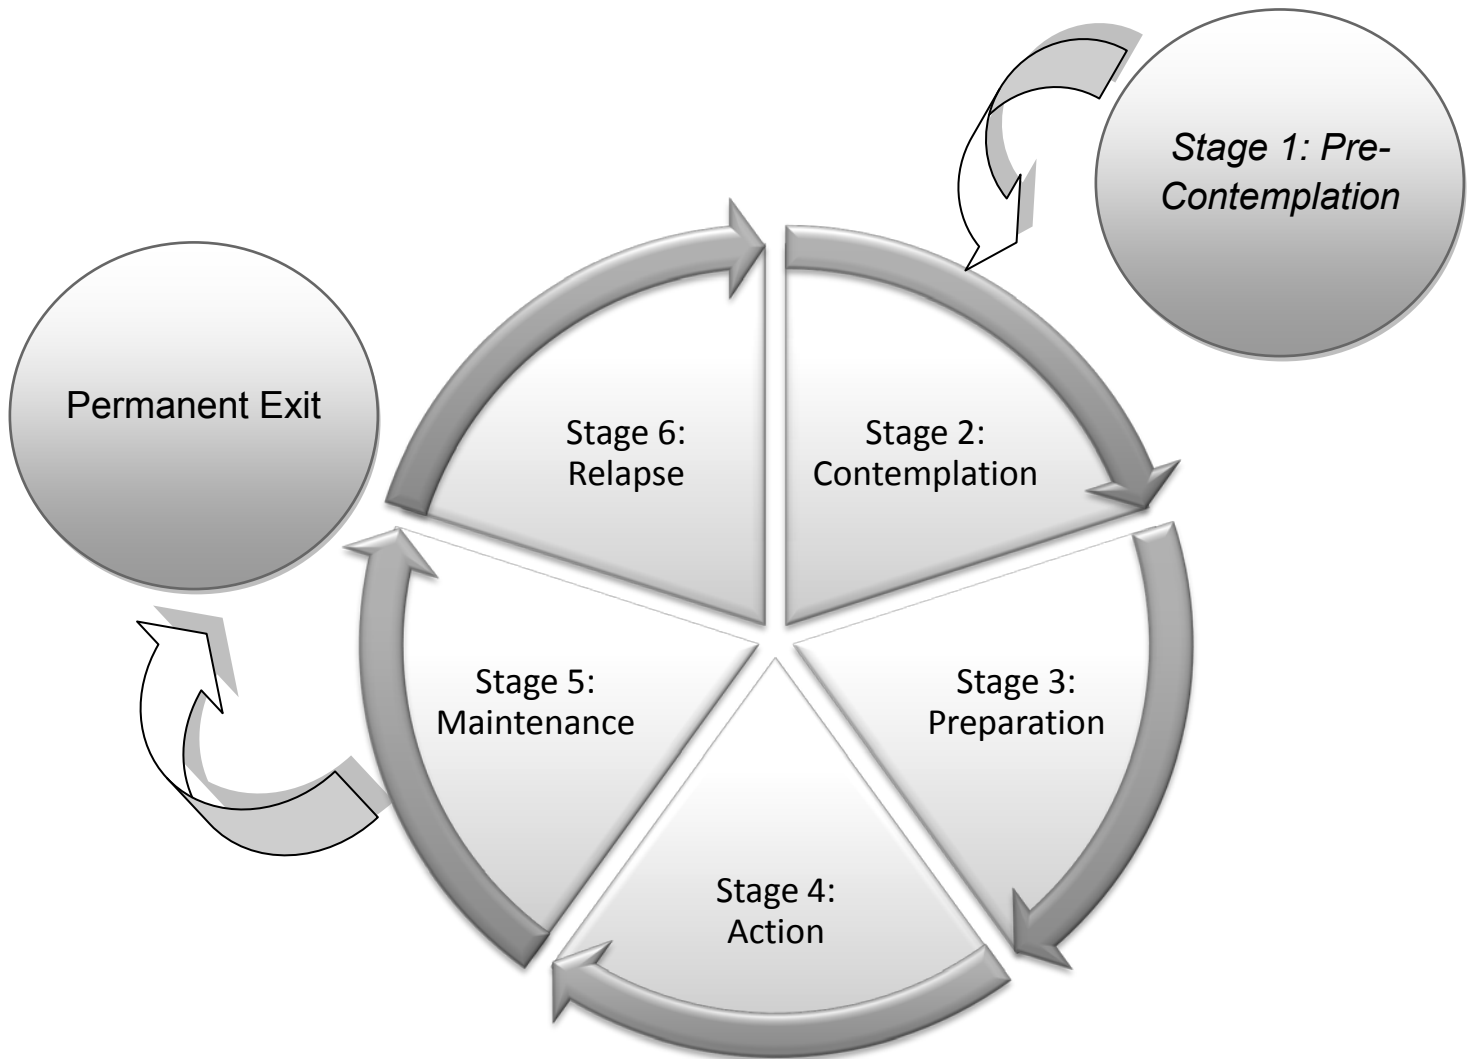 Stage 1: Pre-
Contemplation
Permanent Exit
Stage 6:
Relapse
Stage 2:
Contemplation
Stage 5:
Maintenance
Stage 3:
Preparation
Stage 4:
Action